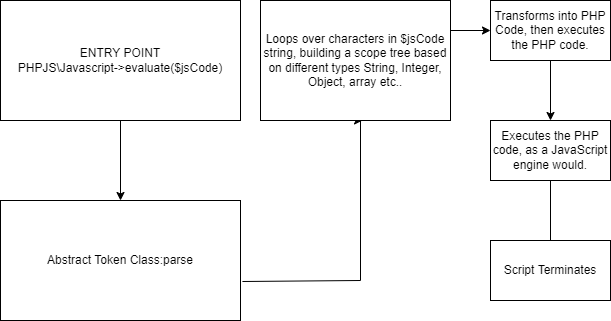 ENTRY POINT
PHPJS\Javascript->evaluate($jsCode)
Abstract Token Class:parse
Loops over characters in $jsCode
string, building a scope tree based
on different types String, Integer,
Object, array etc..
Transforms into PHP
Code, then executes
the PHP code.
Executes the PHP
code, as a JavaScript
engine would.
Script Terminates